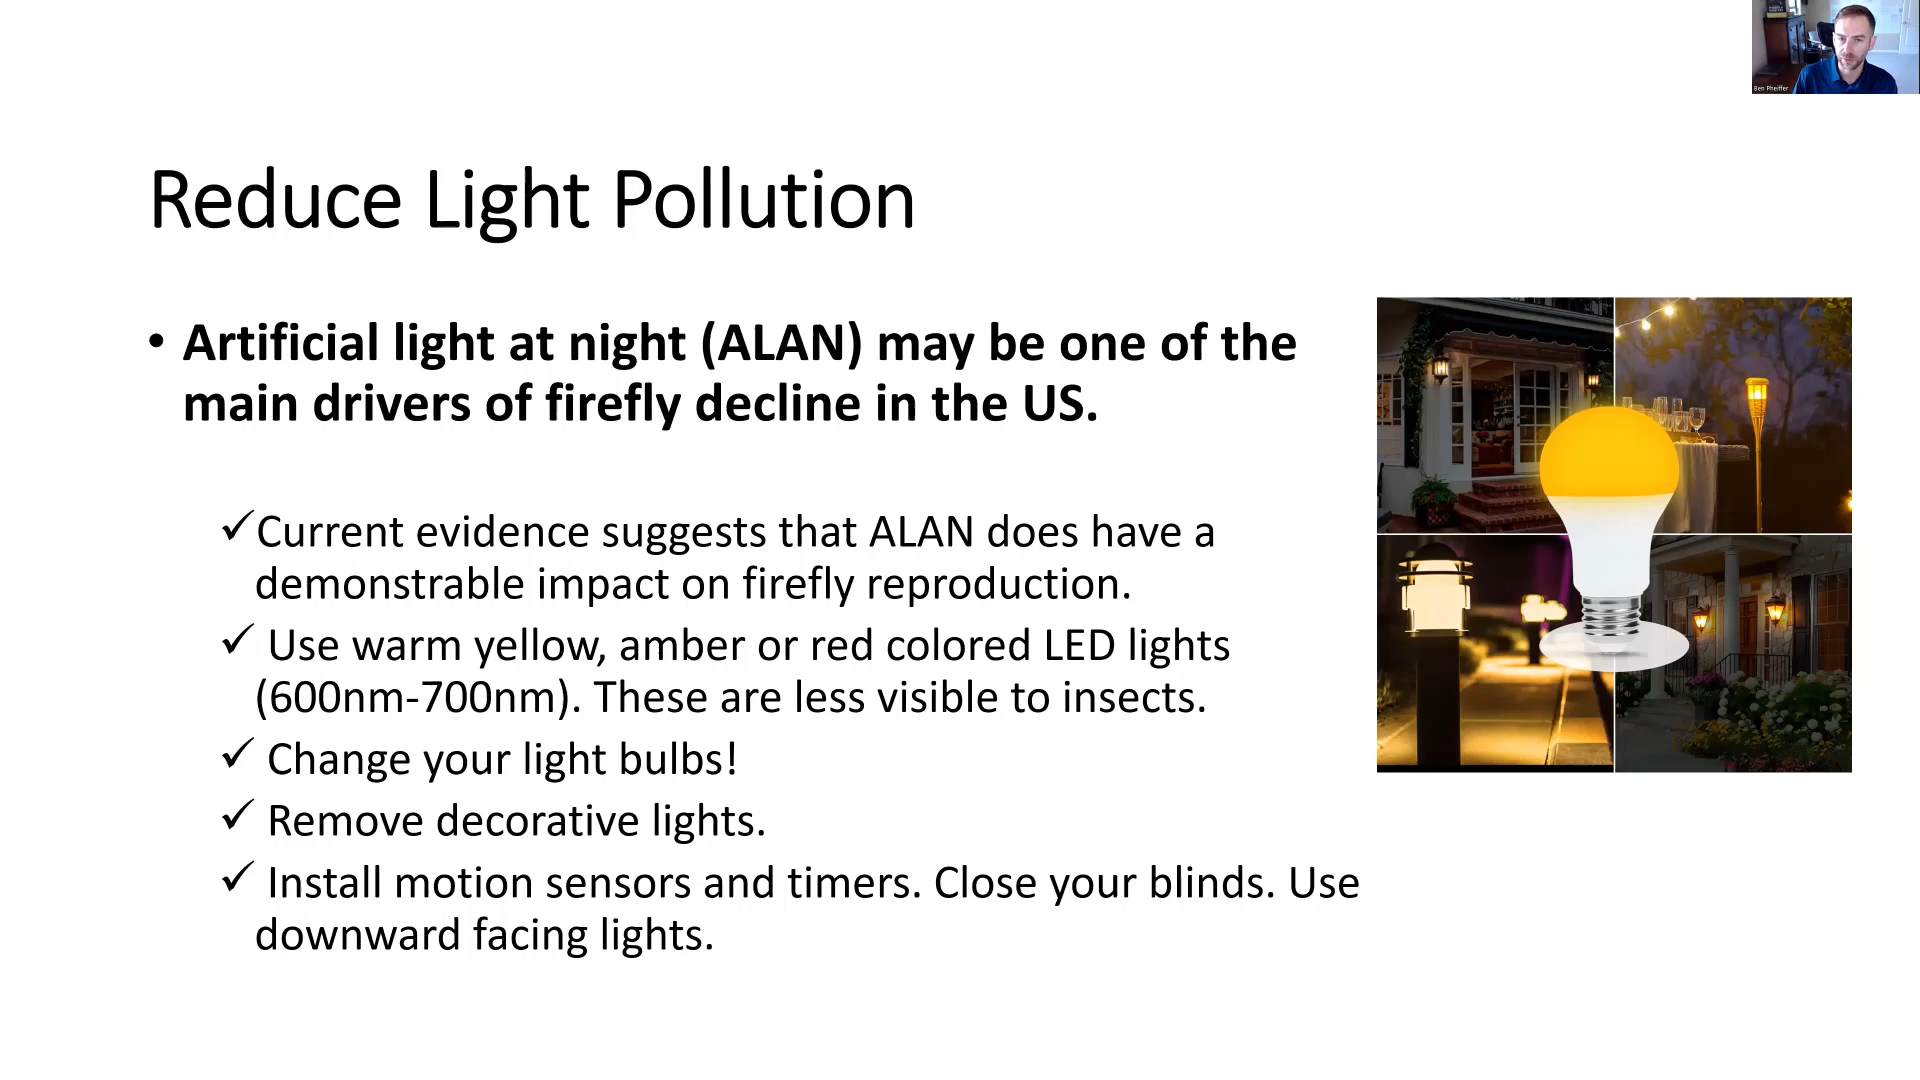 Ben Pheiffer
Reduce Light Pollution
• Artificial light at night (ALAN) may be one of the
main drivers of firefly decline in the US.
✓Current evidence suggests that ALAN does have a
demonstrable impact on firefly reproduction.
✓ Use warm yellow, amber or red colored LED lights
(600nm-700nm). These are less visible to insects.
✓ Change your light bulbs!
✓ Remove decorative lights.
✓ Install motion sensors and timers. Close your blinds. Use
downward facing lights.